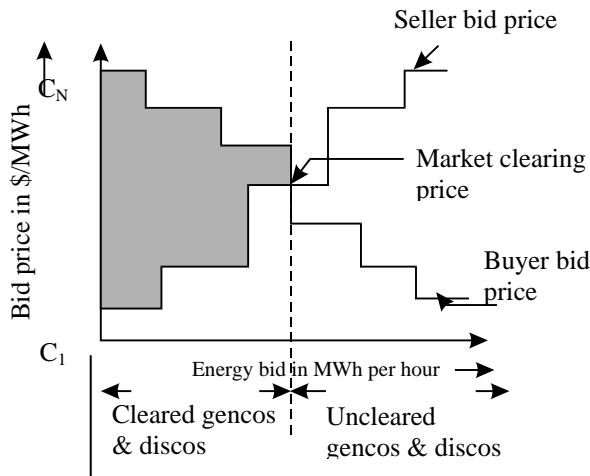 Seller bid price
C_N
Bid price in $/MWh
Market clearing
price
Buyer bid
price
C_1
Energy bid in MWh per hour
Cleared gencos
& discos
Uncleared
gencos & discos